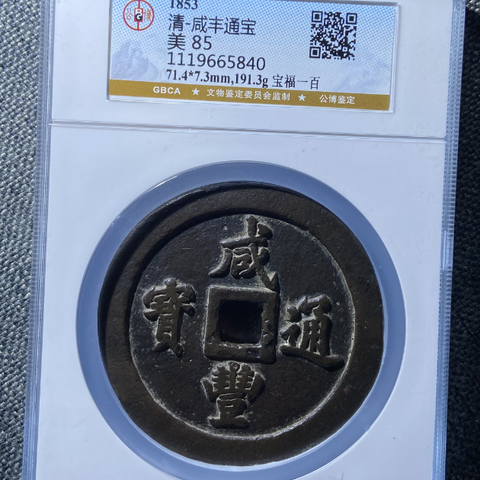 1853
清-咸丰通宝
美 85
1119665840
71.4*7.3mm,191.3g 宝福一百
GBCA ★ 文物鉴定委员会监制 ★ 公博鉴定
咸
寶 通
豐